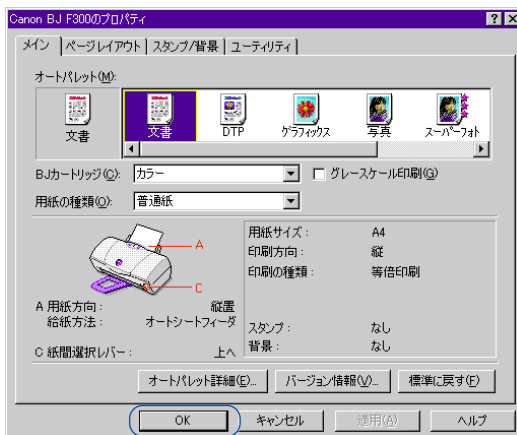 Canon BJ F300のプロパティ
メイン ページレイアウト スタンプ/背景 ユーティリティ
オートパレット(M):
文書 文書 DTP グラフィックス 写真 スーパーフォト
BJカートリッジ(C): カラー グレースケール印刷(G)
用紙の種類(O): 普通紙
A
C
A 用紙方向: 縦置
給紙方法: オートシートフィーダ
C 紙間選択レバー: 上へ
用紙サイズ: A4
印刷方向: 縦
印刷の種類: 等倍印刷
スタンプ: なし
背景: なし
オートパレット詳細(E)... バージョン情報(V)... 標準に戻す(F)
OK キャンセル 適用(A) ヘルプ